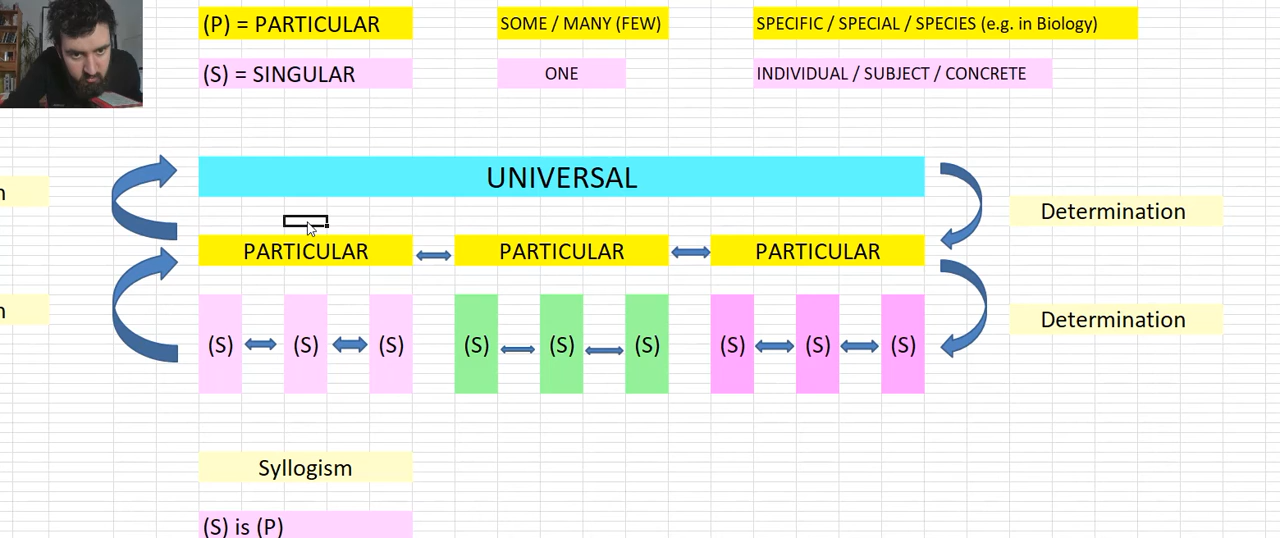 (P) = PARTICULAR SOME / MANY (FEW) SPECIFIC / SPECIAL / SPECIES (e.g. in Biology)
(S) = SINGULAR ONE INDIVIDUAL / SUBJECT / CONCRETE
UNIVERSAL
n
Determination
PARTICULAR PARTICULAR PARTICULAR
n
Determination
(S) (S) (S) (S) (S) (S) (S) (S) (S)
Syllogism
(S) is (P)